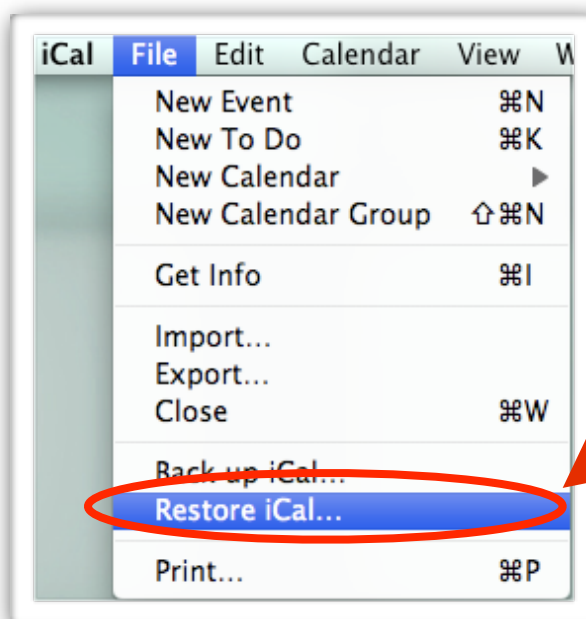 iCal File Edit Calendar View
New Event ⌘N
New To Do ⌘K
New Calendar ▶
New Calendar Group ⇧⌘N
Get Info ⌘I
Import...
Export...
Close ⌘W
Back up iCal...
Restore iCal...
Print... ⌘P